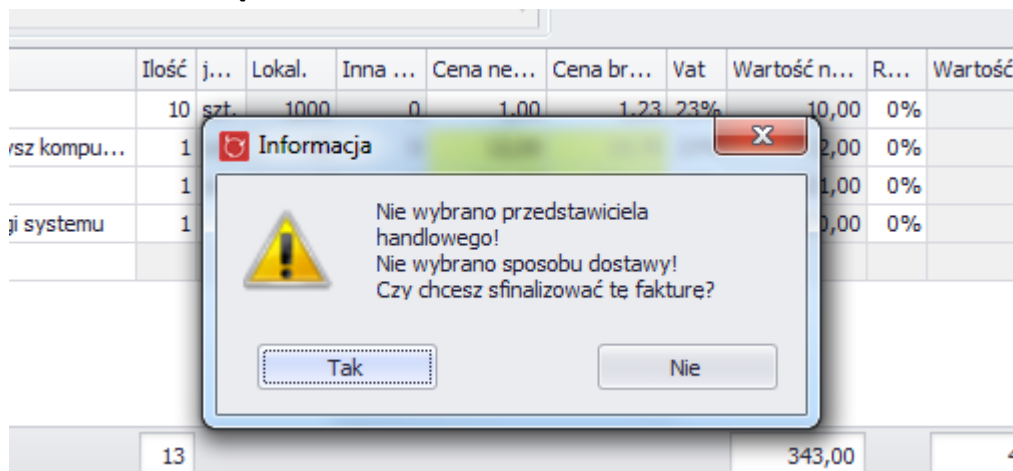 Ilość j... Lokal. Inna ... Cena ne... Cena br... Vat Wartość n... R... Wartość
10 szt. 1000 0 1,00 1,23 23% 10,00 0%
ysz kompu... 1 2,00 0%
1 1,00 0%
gi systemu 1 0,00 0%
Informacja
Nie wybrano przedstawiciela
handlowego!
Nie wybrano sposobu dostawy!
Czy chcesz sfinalizować tę fakturę?
Tak Nie
13 343,00 4